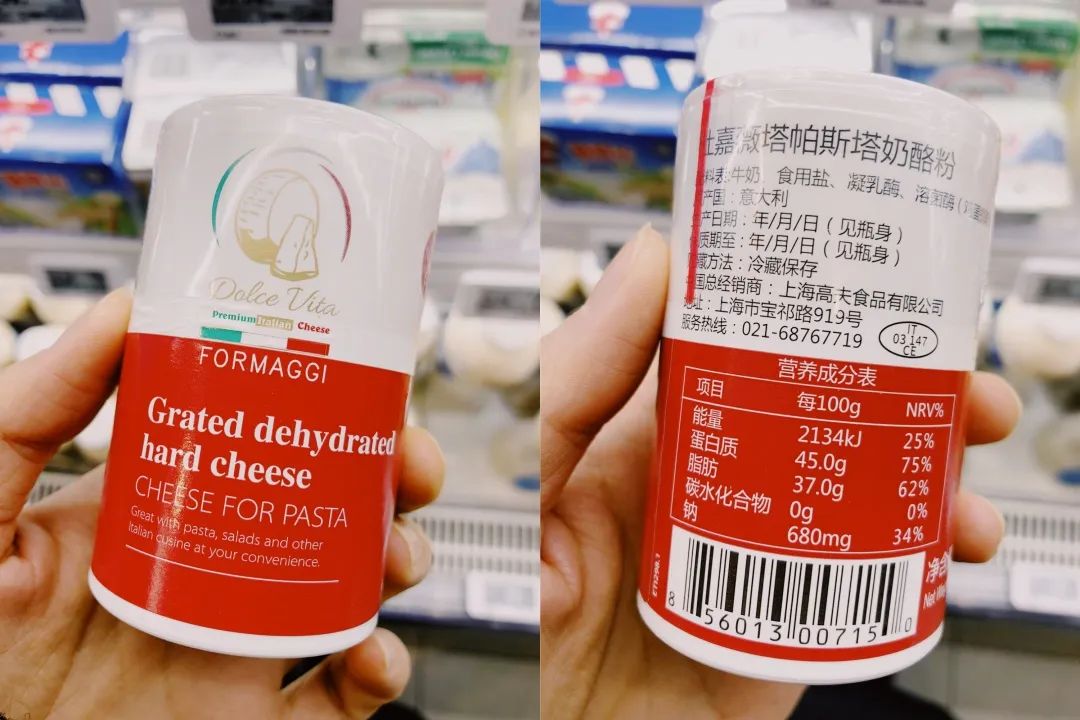 Dolce Vita
Premium Italian Cheese
FORMAGGI
Grated dehydrated
hard cheese
CHEESE FOR PASTA
Great with pasta, salads and other
Italian cusine at your convenience.
嘉薇塔帕斯塔奶酪粉
料表:牛奶、食用盐、凝乳酶、溶菌酶(
产国:意大利
产日期:年/月/日(见瓶身)
质期至:年/月/日(见瓶身)
藏方法:冷藏保存
国总经销商:上海高夫食品有限公司
地址:上海市宝祁路919号
服务热线:021-68767719
IT
03 147
CE
营养成分表
项目 每100g NRV%
能量 2134kJ 25%
蛋白质 45.0g 75%
脂肪 37.0g 62%
碳水化合物 0g 0%
钠 680mg 34%
8 56013 00715 0
净含
Net